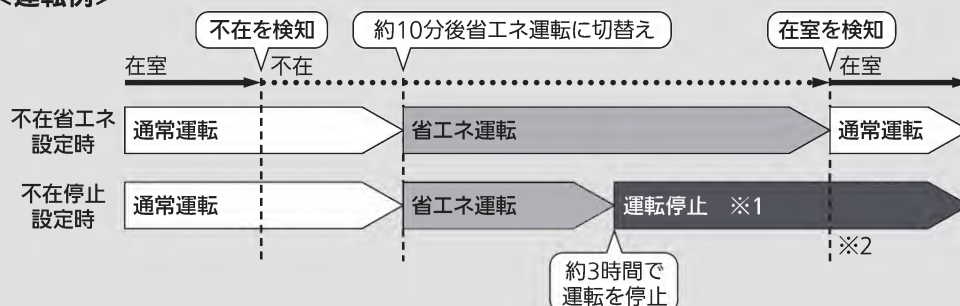 <運転例>
不在を検知
約10分後省エネ運転に切替え
在室を検知
在室
不在
在室
不在省エネ
設定時
通常運転
省エネ運転
通常運転
不在停止
設定時
通常運転
省エネ運転
運転停止 ※1
※2
約3時間で
運転を停止